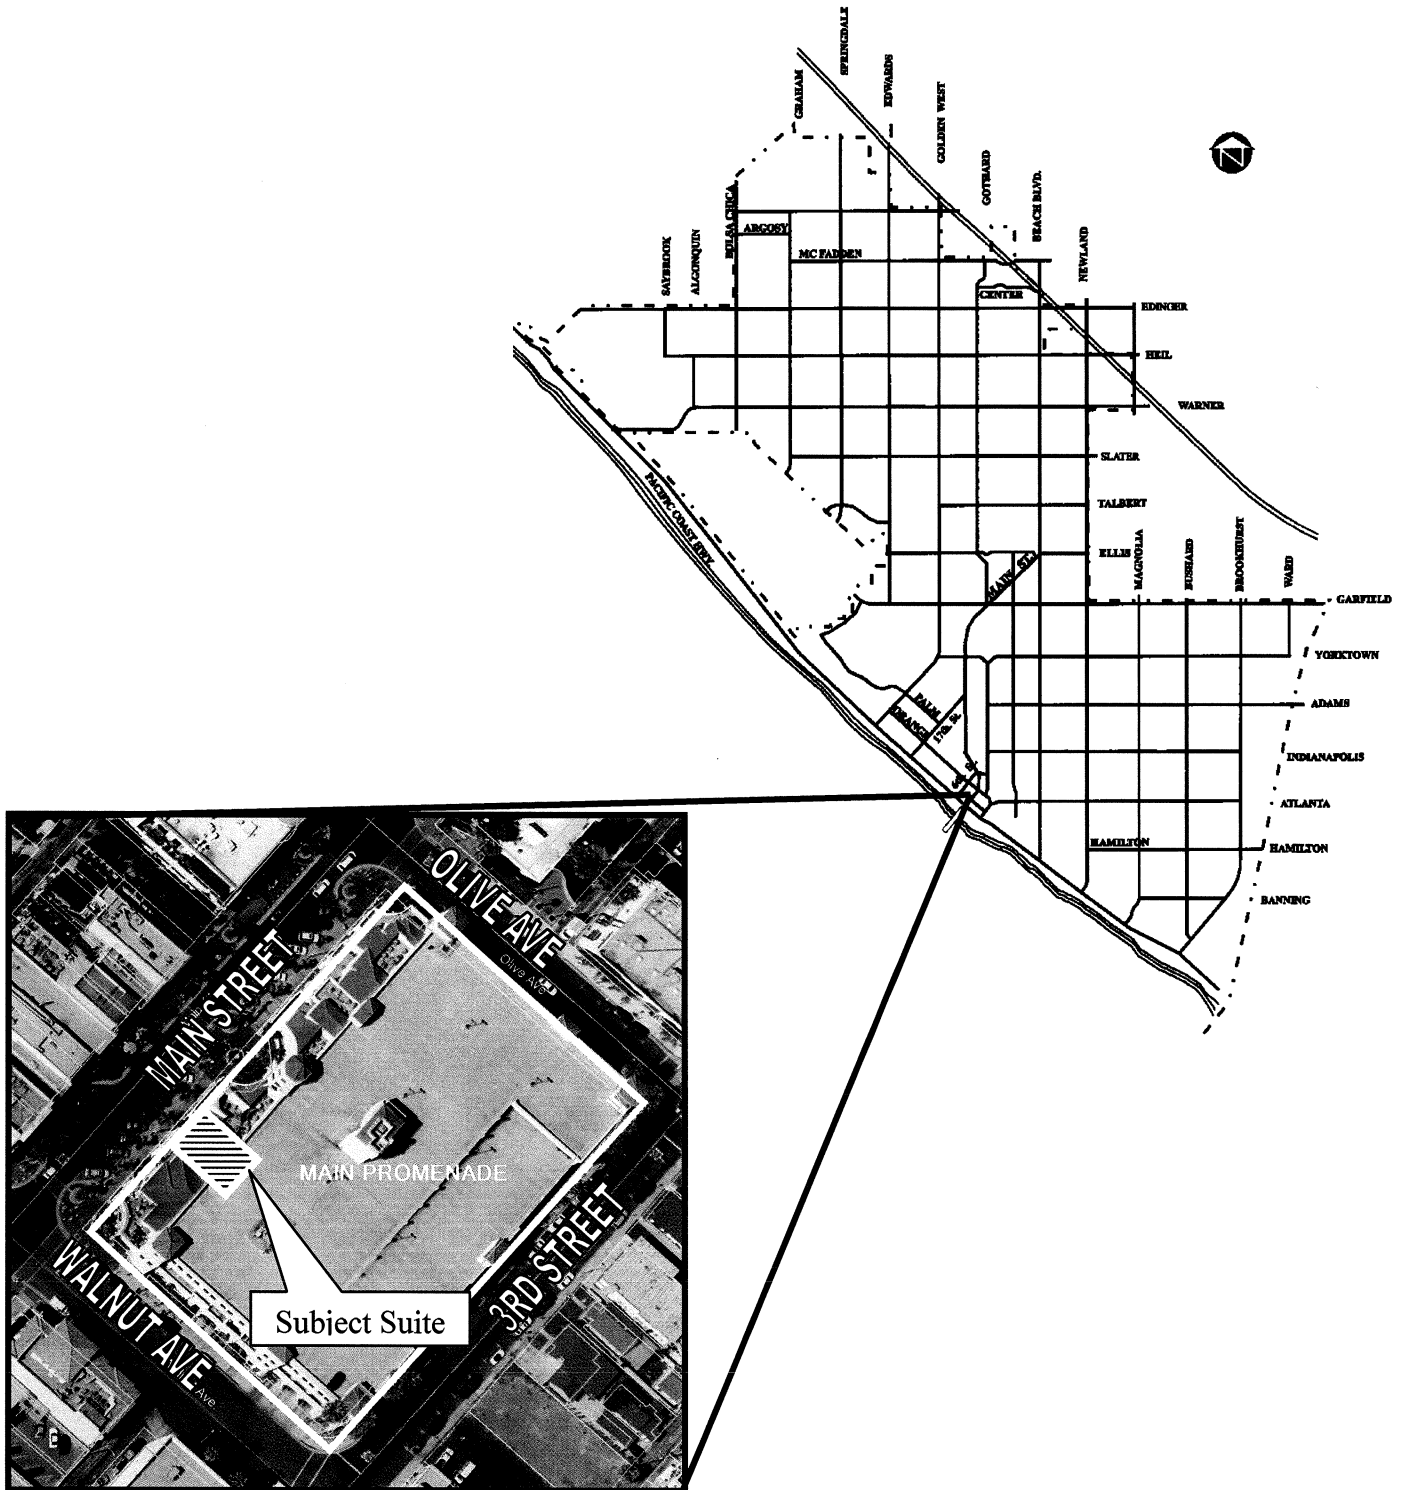 SPRINGDALE
GRAHAM
EDWARDS
GOLDEN WEST
GOTHARD
BEACH BLVD.
NEWLAND
N
BOLSA CHICA
ALGONQUIN
SAYBROOK
ARGOSY
MC FADDEN
CENTER
EDINGER
HEIL
WARNER
SLATER
TALBERT
ELLIS
PACIFIC COAST HWY.
MAIN ST.
MAGNOLIA
BUSHARD
BROOKHURST
WARD
GARFIELD
YORKTOWN
ADAMS
INDIANAPOLIS
ATLANTA
HAMILTON
HAMILTON
BANNING
PALM
ORANGE
17th St.
6th St.
OLIVE AVE
Olive Ave
MAIN STREET
MAIN PROMENADE
3RD STREET
WALNUT AVE
Ave
Subject Suite